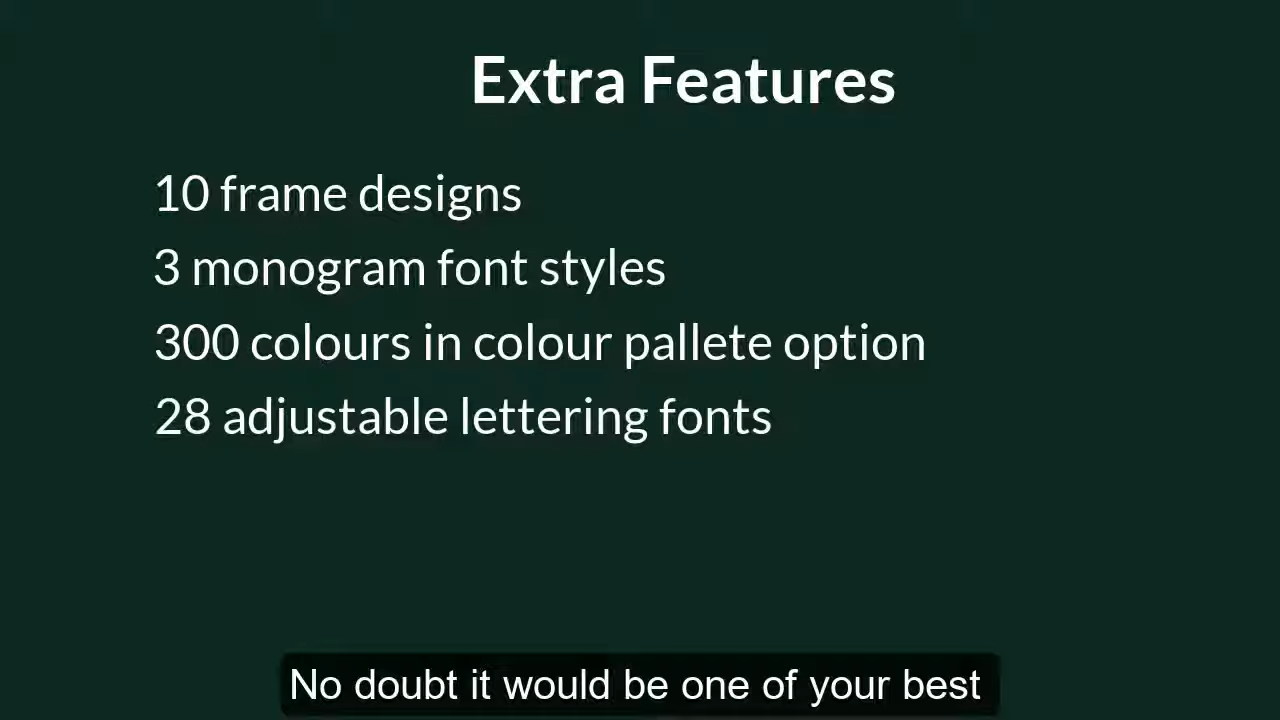 Extra Features
10 frame designs
3 monogram font styles
300 colours in colour pallete option
28 adjustable lettering fonts
No doubt it would be one of your best